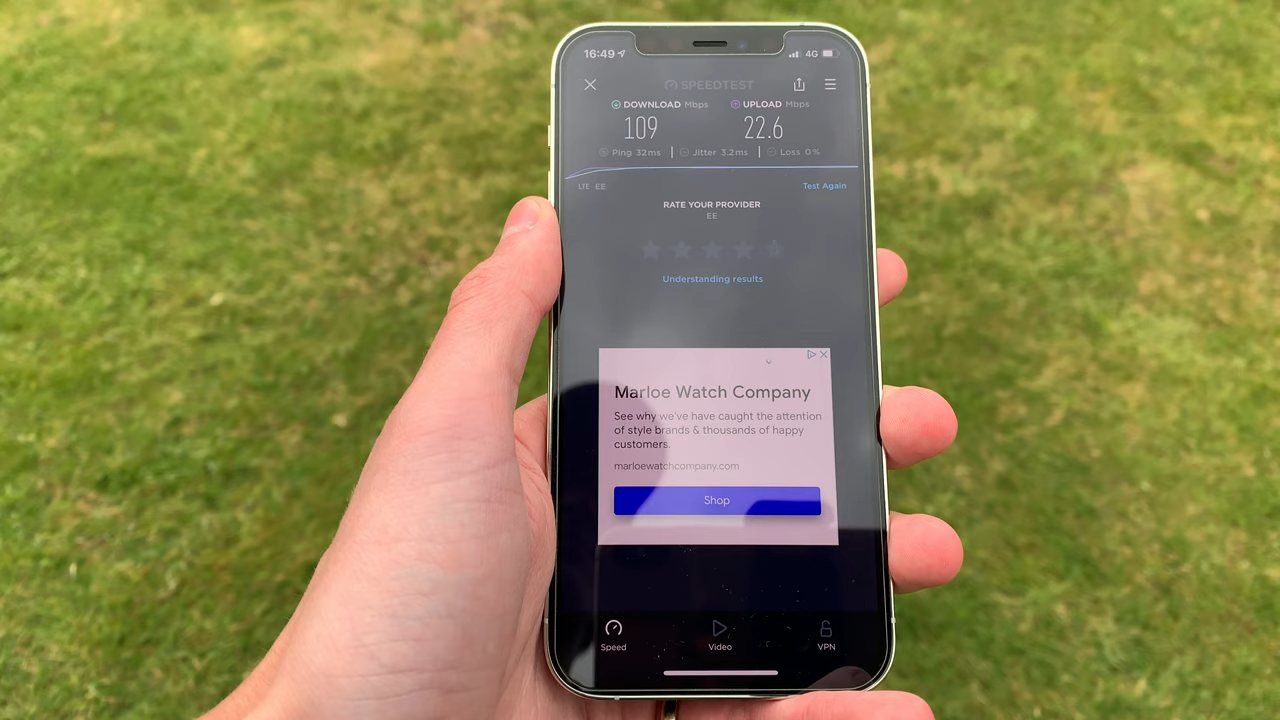 16:49 4G
SPEEDTEST
DOWNLOAD Mbps UPLOAD Mbps
109 22.6
Ping 32ms Jitter 3.2ms Loss 0%
LTE EE Test Again
RATE YOUR PROVIDER
EE
Understanding results
Marloe Watch Company
See why we've have caught the attention
of style brands & thousands of happy
customers.
marloewatchcompany.com
Shop
Speed Video VPN